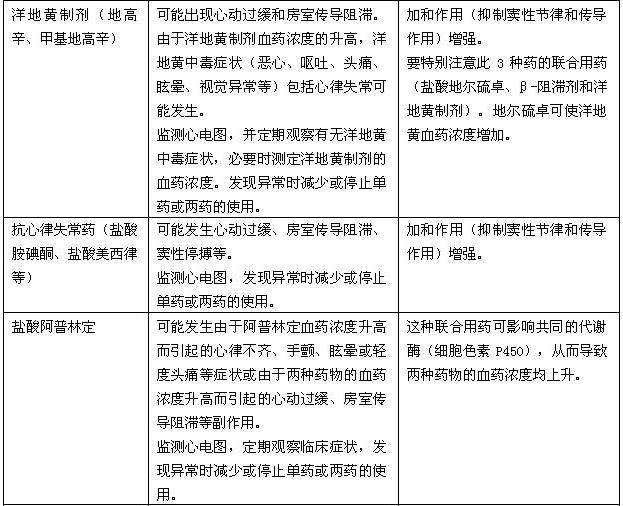 洋地黄制剂（地高
辛、甲基地高辛）
可能出现心动过缓和房室传导阻滞。
由于洋地黄制剂血药浓度的升高，洋
地黄中毒症状（恶心、呕吐、头痛、
眩晕、视觉异常等）包括心律失常可
能发生。
监测心电图，并定期观察有无洋地黄
中毒症状，必要时测定洋地黄制剂的
血药浓度。发现异常时减少或停止单
药或两药的使用。
加和作用（抑制窦性节律和传导
作用）增强。
要特别注意此 3 种药的联合用药
（盐酸地尔硫卓、β-阻滞剂和洋
地黄制剂）。地尔硫卓可使洋地
黄血药浓度增加。
抗心律失常药（盐酸
胺碘酮、盐酸美西律
等）
可能发生心动过缓、房室传导阻滞、
窦性停搏等。
监测心电图，发现异常时减少或停止
单药或两药的使用。
加和作用（抑制窦性节律和传导
作用）增强。
盐酸阿普林定
可能发生由于阿普林定血药浓度升高
而引起的心律不齐、手颤、眩晕或轻
度头痛等症状或由于两种药物的血药
浓度升高而引起的心动过缓、房室传
导阻滞等副作用。
监测心电图，定期观察临床症状，发
现异常时减少或停止单药或两药的使
用。
这种联合用药可影响共同的代谢
酶（细胞色素 P450），从而导致
两种药物的血药浓度均上升。